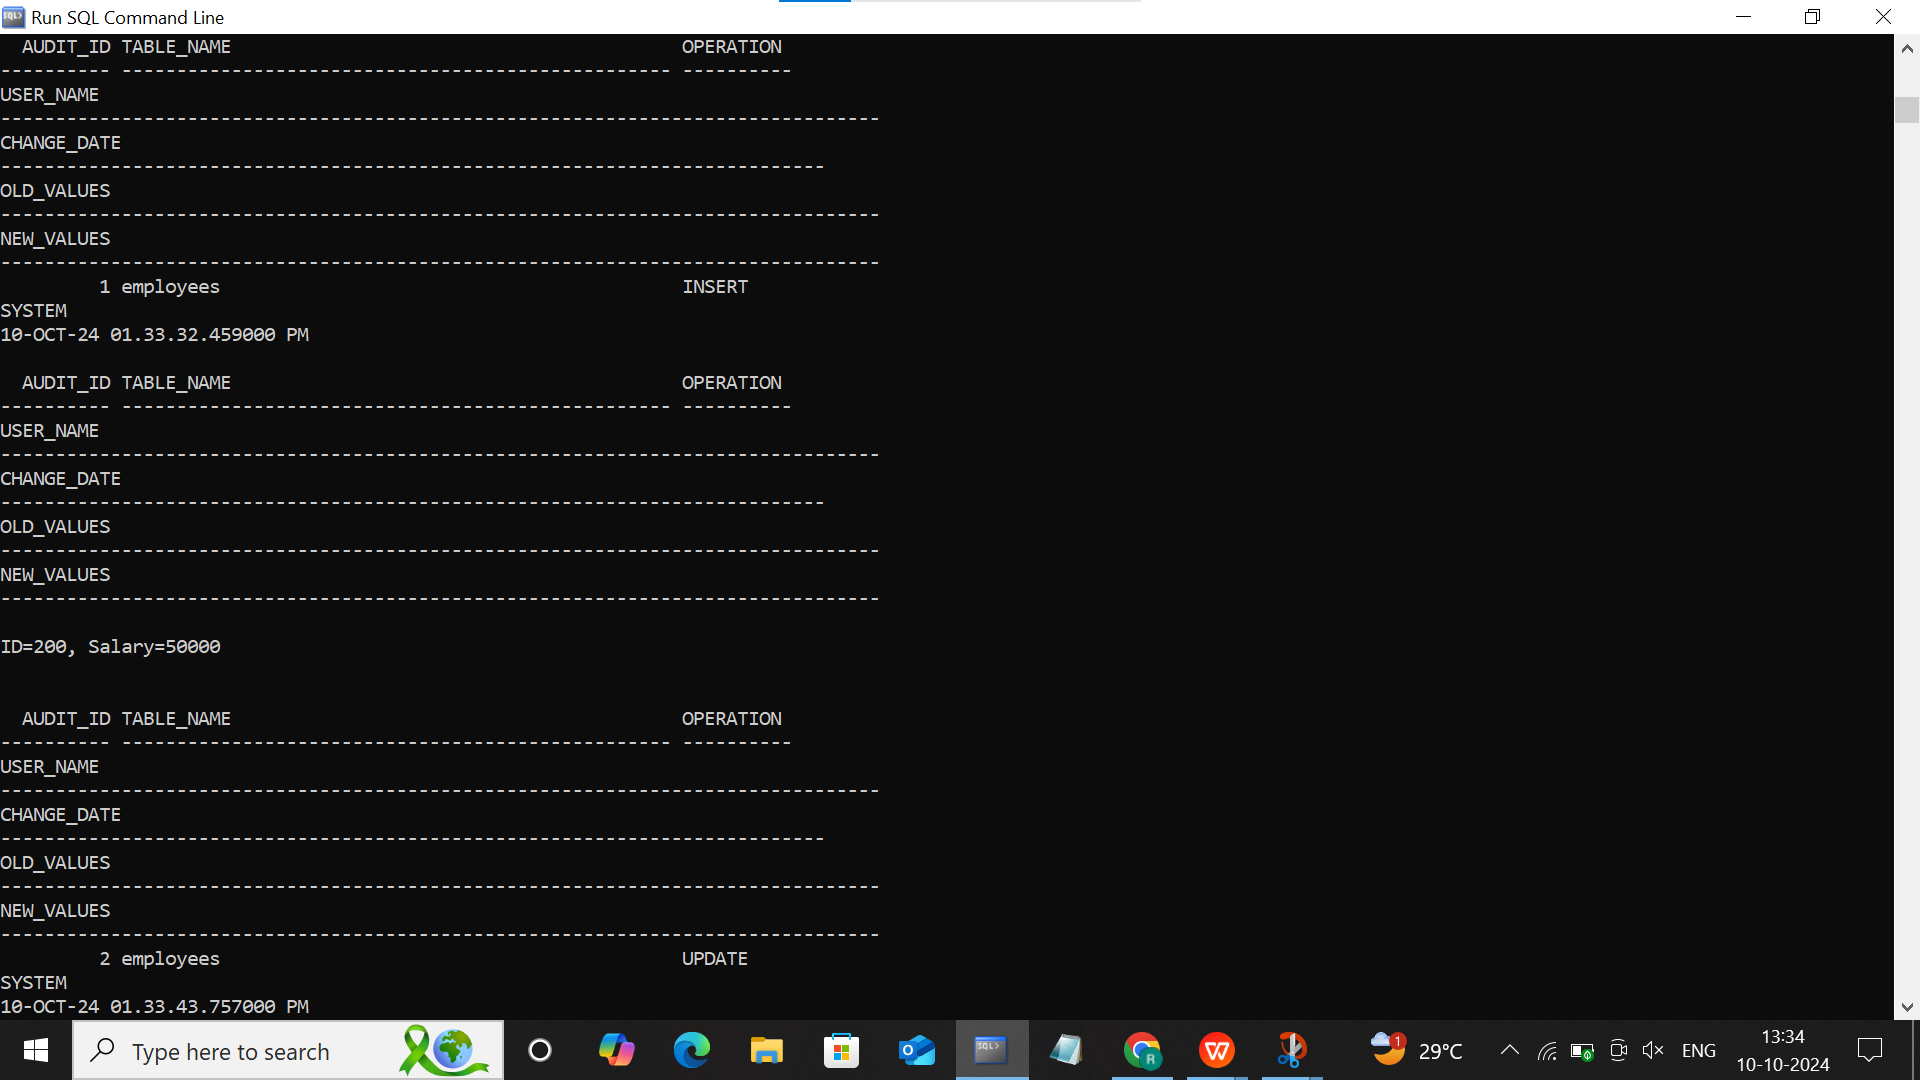 Run SQL Command Line
  AUDIT_ID TABLE_NAME                                         OPERATION
---------- -------------------------------------------------- ----------
USER_NAME
--------------------------------------------------------------------------------
CHANGE_DATE
---------------------------------------------------------------------------
OLD_VALUES
--------------------------------------------------------------------------------
NEW_VALUES
--------------------------------------------------------------------------------
         1 employees                                          INSERT
SYSTEM
10-OCT-24 01.33.32.459000 PM

  AUDIT_ID TABLE_NAME                                         OPERATION
---------- -------------------------------------------------- ----------
USER_NAME
--------------------------------------------------------------------------------
CHANGE_DATE
---------------------------------------------------------------------------
OLD_VALUES
--------------------------------------------------------------------------------
NEW_VALUES
--------------------------------------------------------------------------------

ID=200, Salary=50000


  AUDIT_ID TABLE_NAME                                         OPERATION
---------- -------------------------------------------------- ----------
USER_NAME
--------------------------------------------------------------------------------
CHANGE_DATE
---------------------------------------------------------------------------
OLD_VALUES
--------------------------------------------------------------------------------
NEW_VALUES
--------------------------------------------------------------------------------
         2 employees                                          UPDATE
SYSTEM
10-OCT-24 01.33.43.757000 PM
Type here to search
SQL>
R
W
1
29°C
ENG
13:34
10-10-2024